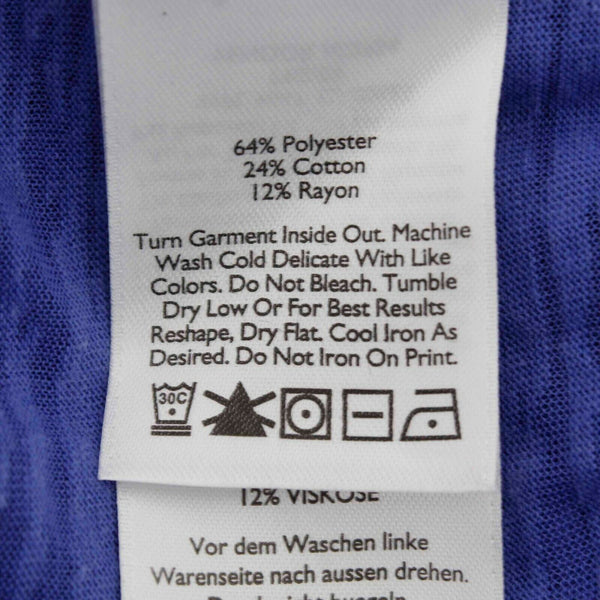 64% Polyester
24% Cotton
12% Rayon
Turn Garment Inside Out. Machine
Wash Cold Delicate With Like
Colors. Do Not Bleach. Tumble
Dry Low Or For Best Results
Reshape, Dry Flat. Cool Iron As
Desired. Do Not Iron On Print.
30C
12% VISKOSE
Vor dem Waschen linke
Warenseite nach aussen drehen.